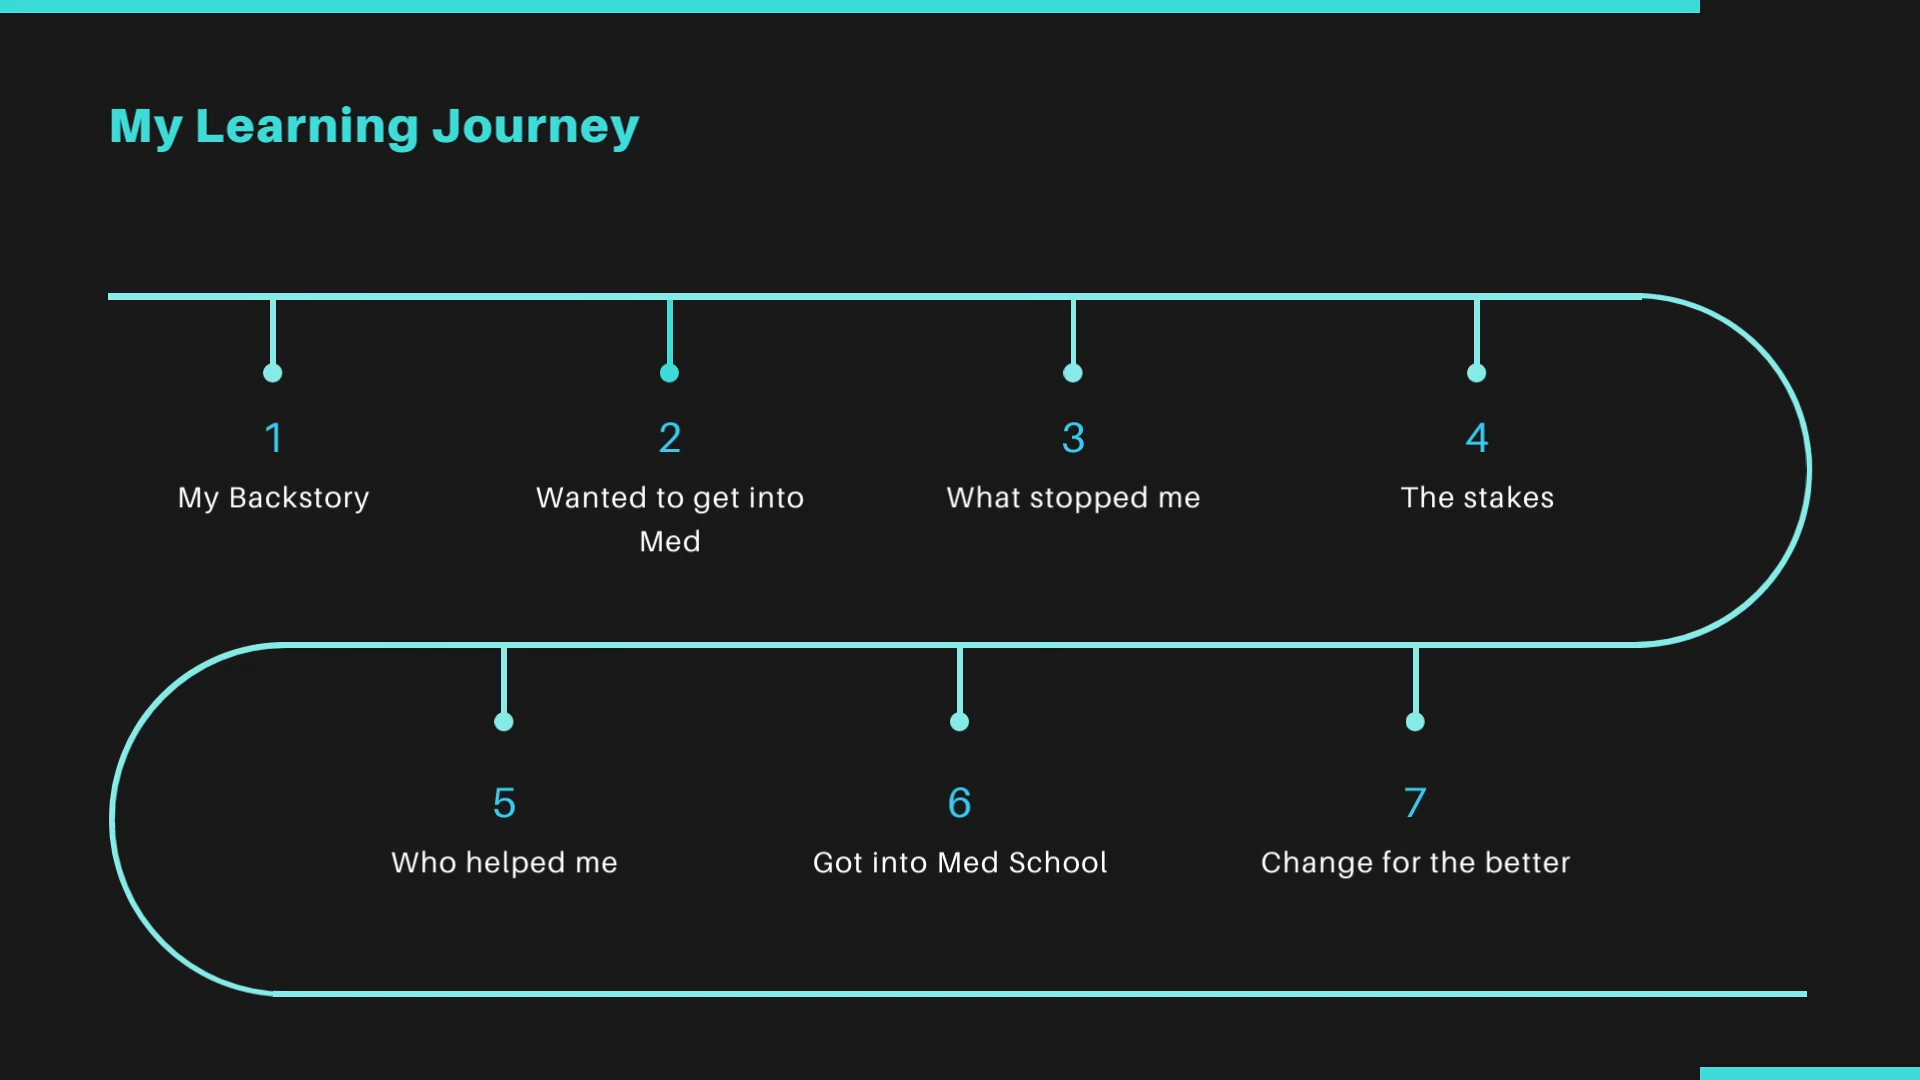 My Learning Journey
1
My Backstory
2
Wanted to get into
Med
3
What stopped me
4
The stakes
5
Who helped me
6
Got into Med School
7
Change for the better